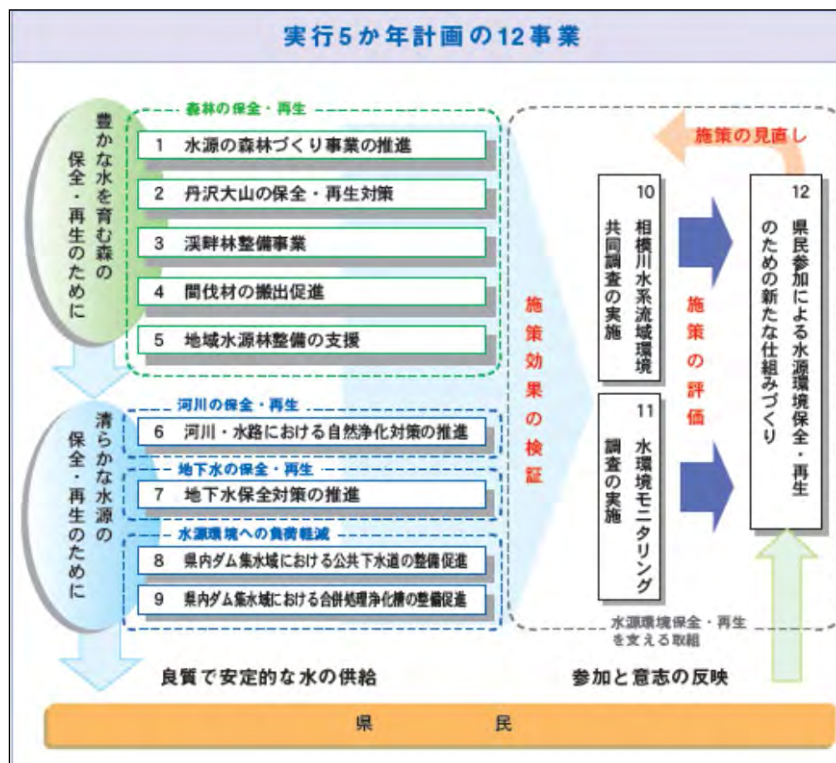 実行5か年計画の12事業
豊かな水を育む森の
保全・再生のために
森林の保全・再生
1 水源の森林づくり事業の推進
2 丹沢大山の保全・再生対策
3 渓畔林整備事業
4 間伐材の搬出促進
5 地域水源林整備の支援
清らかな水源の
保全・再生のために
河川の保全・再生
6 河川・水路における自然浄化対策の推進
地下水の保全・再生
7 地下水保全対策の推進
水源環境への負荷軽減
8 県内ダム集水域における公共下水道の整備促進
9 県内ダム集水域における合併処理浄化槽の整備促進
施策効果の検証
10 相模川水系流域環境
共同調査の実施
11 水環境モニタリング
調査の実施
施策の評価
施策の見直し
12 県民参加による水源環境保全・再生
のための新たな仕組みづくり
水源環境保全・再生
を支える取組
良質で安定的な水の供給
参加と意志の反映
県民